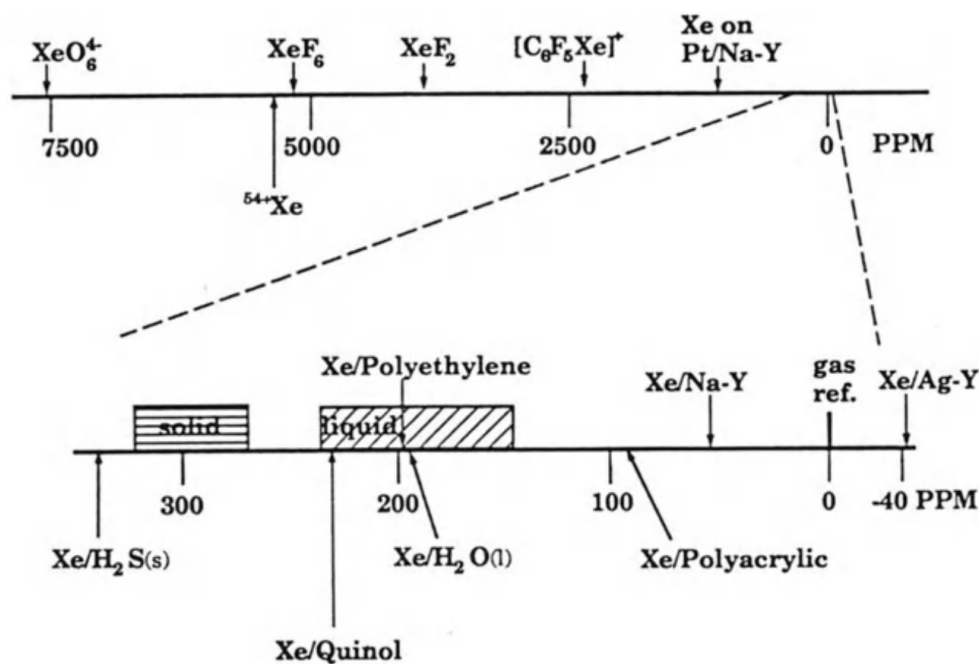 XeO₆⁴⁻ XeF₆ XeF₂ [C₆F₅Xe]⁺ Xe on
Pt/Na-Y
7500 5000 2500 0 PPM
⁵⁴⁺Xe
Xe/Polyethylene Xe/Na-Y gas
ref. Xe/Ag-Y
solid liquid
300 200 100 0 -40 PPM
Xe/H₂S(s) Xe/H₂O(l) Xe/Polyacrylic
Xe/Quinol